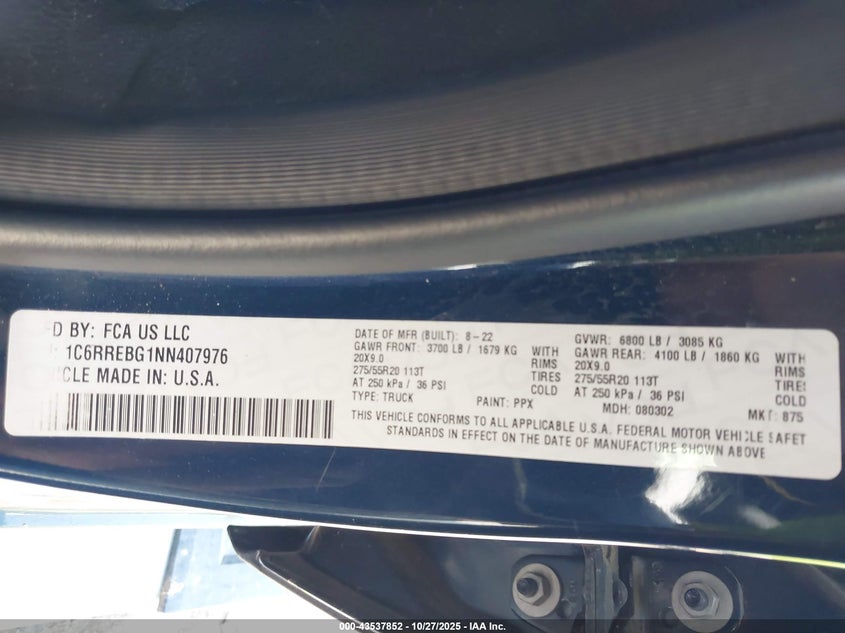 D BY: FCA US LLC
1C6RREBG1NN407976
CLE MADE IN: U.S.A.
DATE OF MFR (BUILT): 8-22
GAWR FRONT: 3700 LB / 1679 KG WITH
20X9.0 RIMS
275/55R20 113T TIRES
AT 250 kPa / 36 PSI COLD
TYPE: TRUCK PAINT: PPX
GVWR: 6800 LB / 3085 KG
GAWR REAR: 4100 LB / 1860 KG WITH
20X9.0 RIMS
275/55R20 113T TIRES
AT 250 kPa / 36 PSI COLD
MDH: 080302 MKT: 875
THIS VEHICLE CONFORMS TO ALL APPLICABLE U.S.A. FEDERAL MOTOR VEHICLE SAFET
STANDARDS IN EFFECT ON THE DATE OF MANUFACTURE SHOWN ABOVE
000-43537852 - 10/27/2025 - IAA Inc.